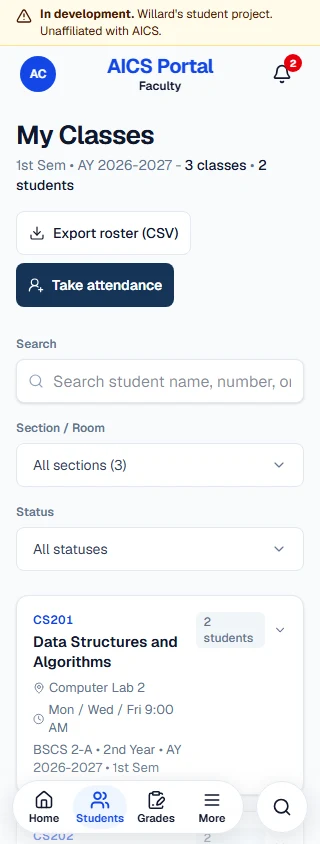 In development. Willard's student project.
Unaffiliated with AICS.
AC
AICS Portal
Faculty
2
My Classes
1st Sem • AY 2026-2027 - 3 classes • 2
students
Export roster (CSV)
Take attendance
Search
Search student name, number, or
Section / Room
All sections (3)
Status
All statuses
CS201
2
students
Data Structures and
Algorithms
Computer Lab 2
Mon / Wed / Fri 9:00
AM
BSCS 2-A • 2nd Year • AY
2026-2027 • 1st Sem
Home
Students
Grades
More
CS202
2